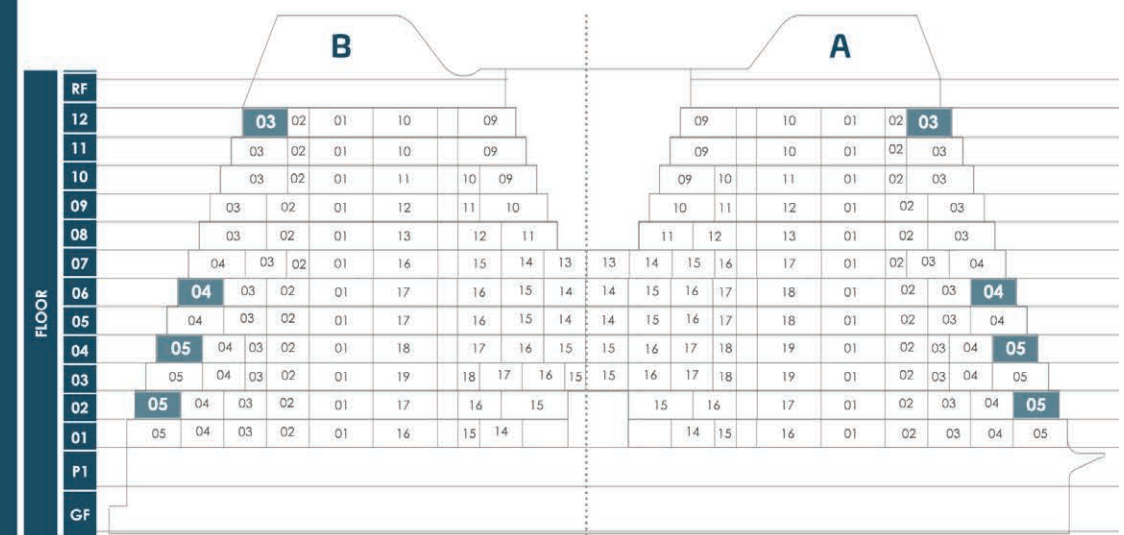 B A
FLOOR
RF
12 03 02 01 10 09 09 10 01 02 03
11 03 02 01 10 09 09 10 01 02 03
10 03 02 01 11 10 09 09 10 11 01 02 03
09 03 02 01 12 11 10 10 11 12 01 02 03
08 03 02 01 13 12 11 11 12 13 01 02 03
07 04 03 02 01 16 15 14 13 13 14 15 16 17 01 02 03 04
06 04 03 02 01 17 16 15 14 14 15 16 17 18 01 02 03 04
05 04 03 02 01 17 16 15 14 14 15 16 17 18 01 02 03 04
04 05 04 03 02 01 18 17 16 15 15 16 17 18 19 01 02 03 04 05
03 05 04 03 02 01 19 18 17 16 15 15 16 17 18 19 01 02 03 04 05
02 05 04 03 02 01 17 16 15 15 16 17 01 02 03 04 05
01 05 04 03 02 01 16 15 14 14 15 16 01 02 03 04 05
P1
GF